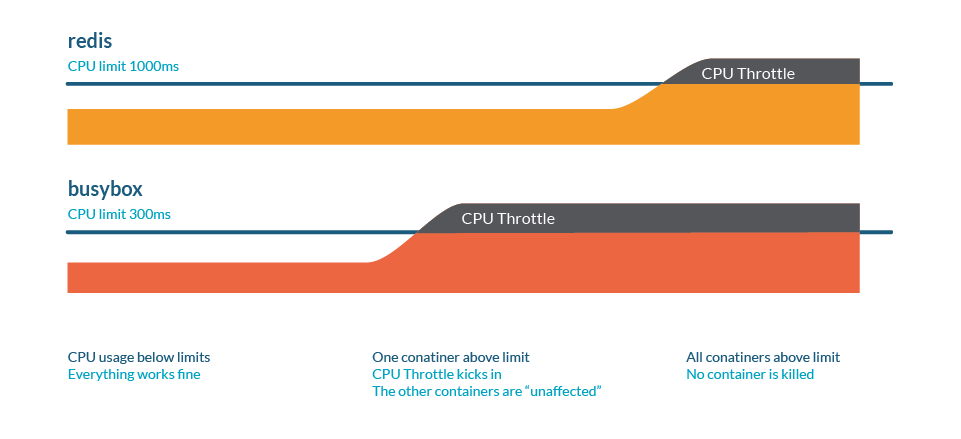 redis
CPU limit 1000ms
CPU Throttle
busybox
CPU limit 300ms
CPU Throttle
CPU usage below limits
Everything works fine
One conatiner above limit
CPU Throttle kicks in
The other containers are “unaffected”
All conatiners above limit
No container is killed